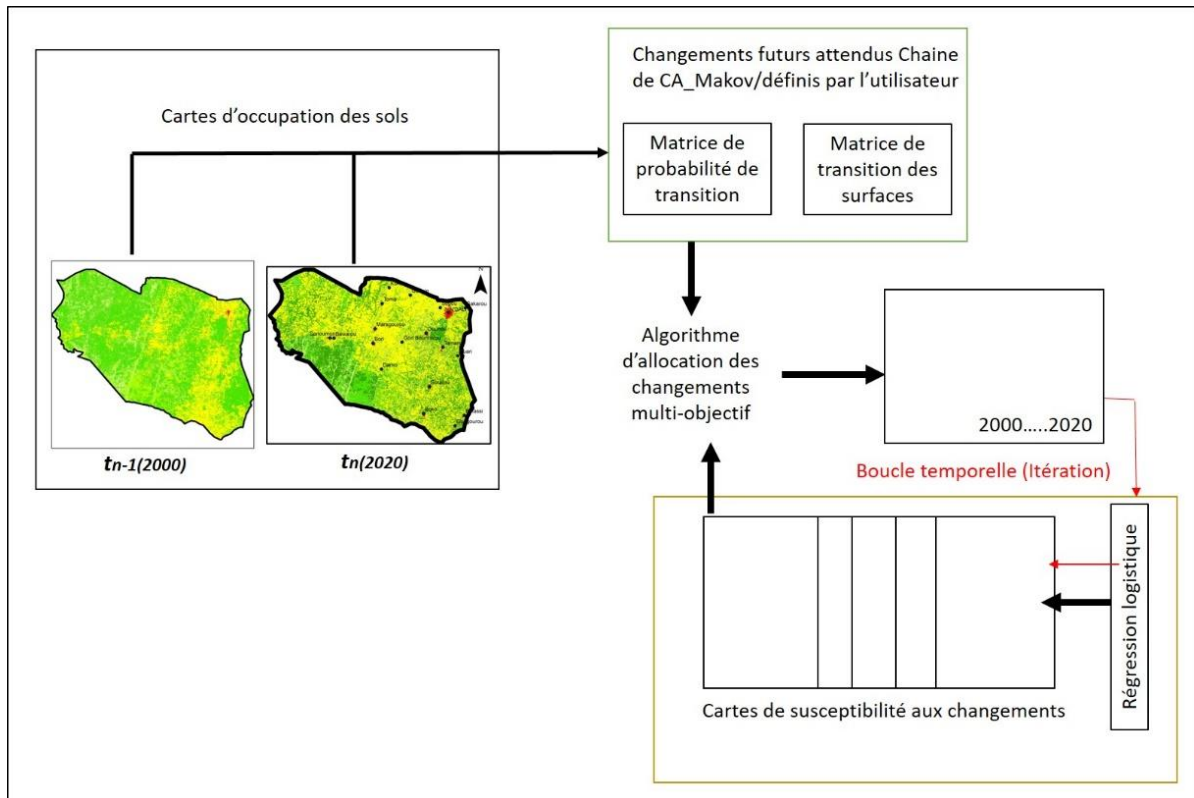 Cartes d'occupation des sols
tn-1(2000)
tn(2020)
N
Changements futurs attendus Chaine
de CA_Makov/définis par l'utilisateur
Matrice de
probabilité de
transition
Matrice de
transition des
surfaces
Algorithme
d'allocation des
changements
multi-objectif
2000.....2020
Boucle temporelle (Itération)
Cartes de susceptibilité aux changements
Régression logistique